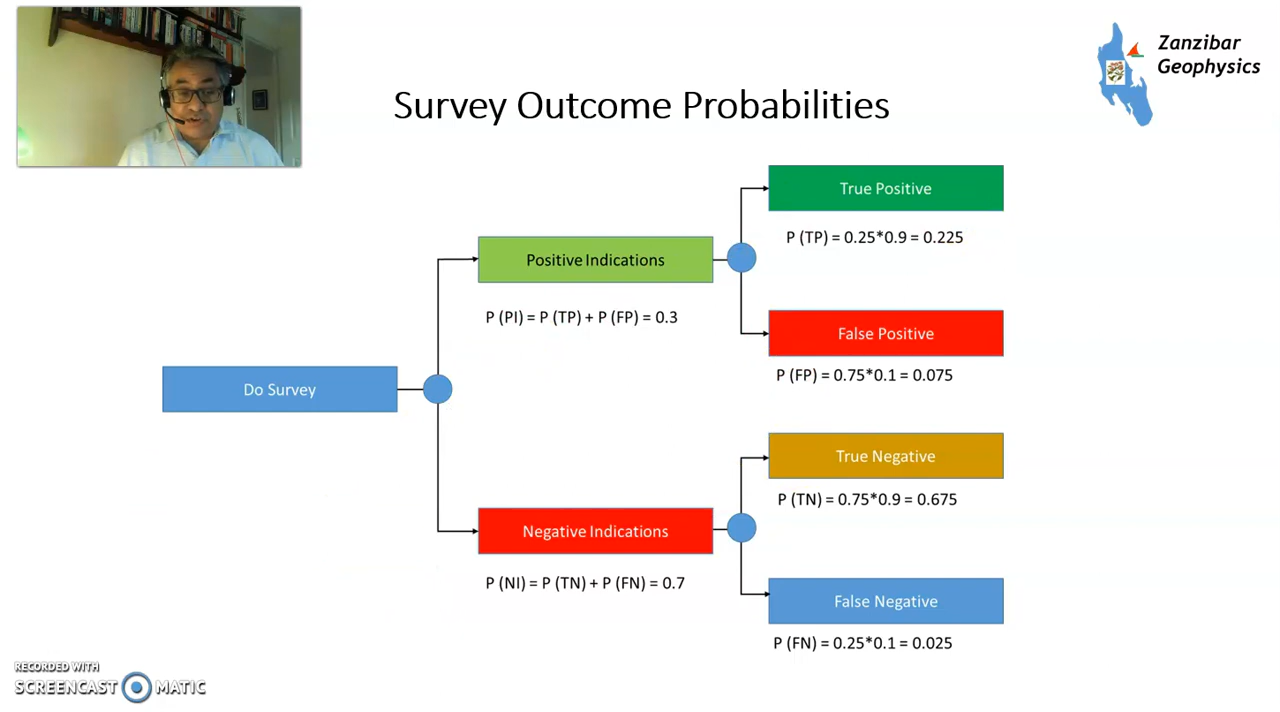 Zanzibar
Geophysics
Survey Outcome Probabilities
True Positive
P (TP) = 0.25*0.9 = 0.225
Positive Indications
P (PI) = P (TP) + P (FP) = 0.3
False Positive
P (FP) = 0.75*0.1 = 0.075
Do Survey
True Negative
P (TN) = 0.75*0.9 = 0.675
Negative Indications
P (NI) = P (TN) + P (FN) = 0.7
False Negative
P (FN) = 0.25*0.1 = 0.025
RECORDED WITH
SCREENCAST MATIC